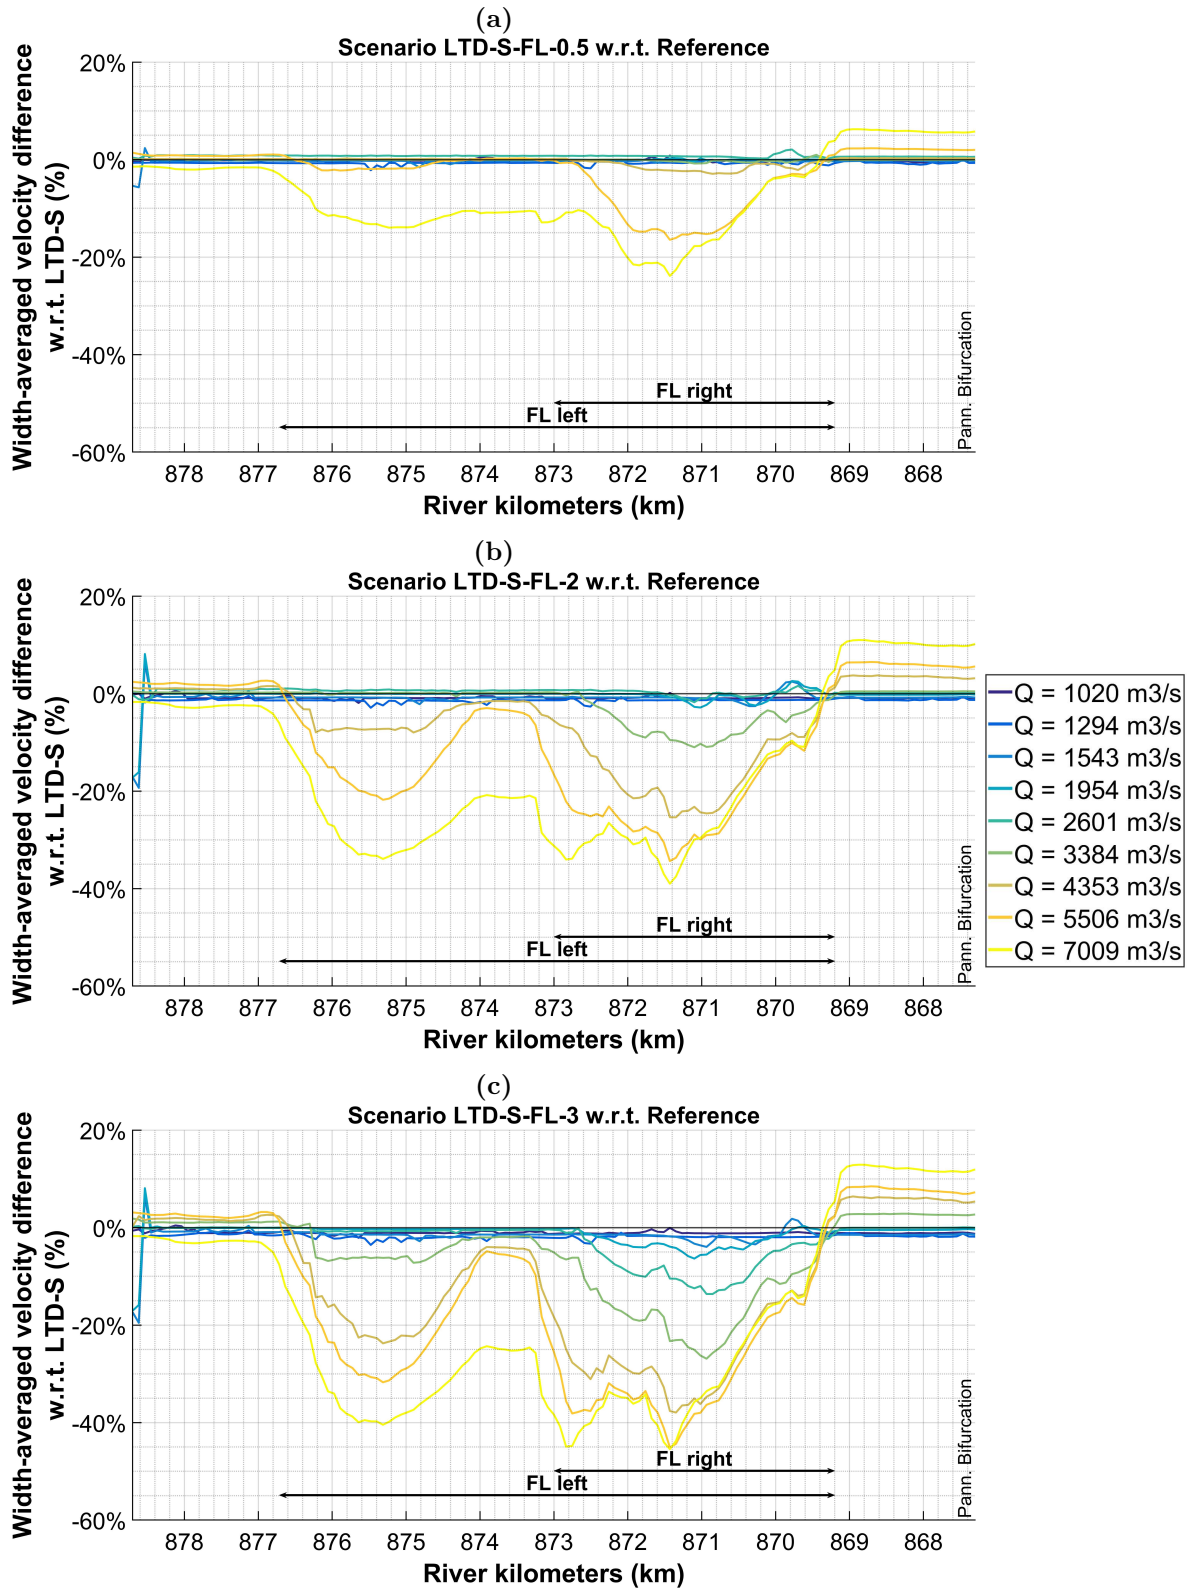 (a)
Scenario LTD-S-FL-0.5 w.r.t. Reference
Width-averaged velocity difference
w.r.t. LTD-S (%)
20%
0%
-20%
-40%
-60%
FL right
FL left
Pann. Bifurcation
878 877 876 875 874 873 872 871 870 869 868
River kilometers (km)
(b)
Scenario LTD-S-FL-2 w.r.t. Reference
Width-averaged velocity difference
w.r.t. LTD-S (%)
20%
0%
-20%
-40%
-60%
FL right
FL left
Pann. Bifurcation
878 877 876 875 874 873 872 871 870 869 868
River kilometers (km)
Q = 1020 m3/s
Q = 1294 m3/s
Q = 1543 m3/s
Q = 1954 m3/s
Q = 2601 m3/s
Q = 3384 m3/s
Q = 4353 m3/s
Q = 5506 m3/s
Q = 7009 m3/s
(c)
Scenario LTD-S-FL-3 w.r.t. Reference
Width-averaged velocity difference
w.r.t. LTD-S (%)
20%
0%
-20%
-40%
-60%
FL right
FL left
Pann. Bifurcation
878 877 876 875 874 873 872 871 870 869 868
River kilometers (km)